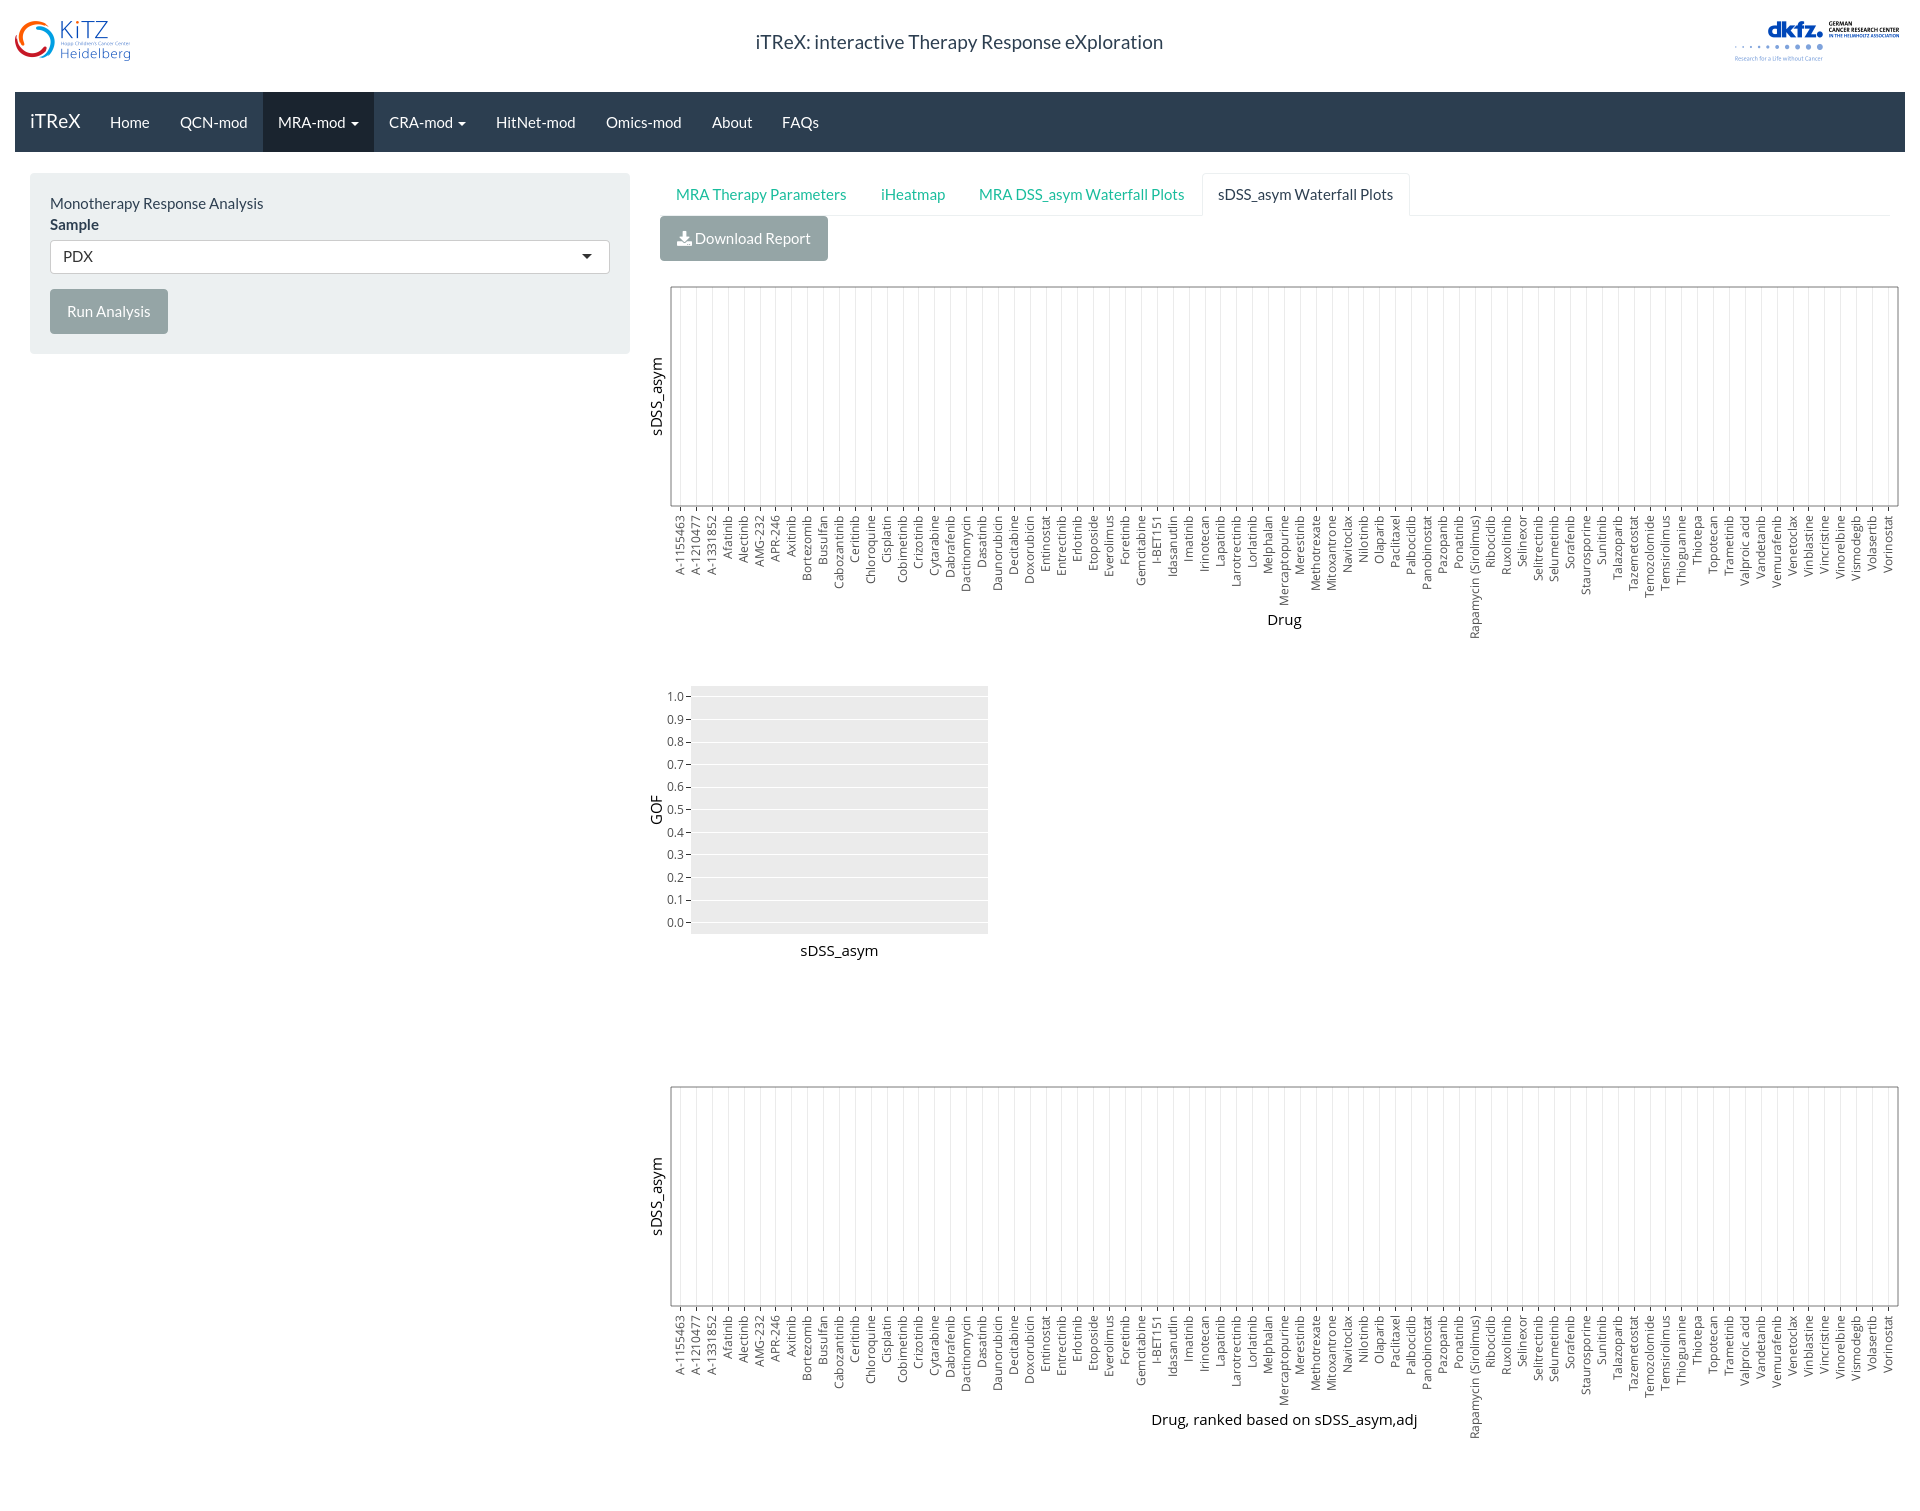 KiTZ
Hopp Children's Cancer Center
Heidelberg
iTReX: interactive Therapy Response eXploration
dkfz.
GERMAN
CANCER RESEARCH CENTER
IN THE HELMHOLTZ ASSOCIATION
Research for a Life without Cancer
iTReX Home QCN-mod MRA-mod CRA-mod HitNet-mod Omics-mod About FAQs
Monotherapy Response Analysis
Sample
PDX
Run Analysis
MRA Therapy Parameters iHeatmap MRA DSS_asym Waterfall Plots sDSS_asym Waterfall Plots
Download Report
sDSS_asym
A-1155463
A-1210477
A-1331852
Afatinib
Alectinib
AMG-232
APR-246
Axitinib
Bortezomib
Busulfan
Cabozantinib
Ceritinib
Chloroquine
Cisplatin
Cobimetinib
Crizotinib
Cytarabine
Dabrafenib
Dactinomycin
Dasatinib
Daunorubicin
Decitabine
Doxorubicin
Entinostat
Entrectinib
Erlotinib
Etoposide
Everolimus
Foretinib
Gemcitabine
I-BET151
Idasanutlin
Imatinib
Irinotecan
Lapatinib
Larotrectinib
Lorlatinib
Melphalan
Mercaptopurine
Merestinib
Methotrexate
Mitoxantrone
Navitoclax
Nilotinib
Olaparib
Paclitaxel
Palbociclib
Panobinostat
Pazopanib
Ponatinib
Rapamycin (Sirolimus)
Ribociclib
Ruxolitinib
Selinexor
Selitrectinib
Selumetinib
Sorafenib
Staurosporine
Sunitinib
Talazoparib
Tazemetostat
Temozolomide
Temsirolimus
Thioguanine
Thiotepa
Topotecan
Trametinib
Valproic acid
Vandetanib
Vemurafenib
Venetoclax
Vinblastine
Vincristine
Vinorelbine
Vismodegib
Volasertib
Vorinostat
Drug
GOF
1.0
0.9
0.8
0.7
0.6
0.5
0.4
0.3
0.2
0.1
0.0
sDSS_asym
sDSS_asym
A-1155463
A-1210477
A-1331852
Afatinib
Alectinib
AMG-232
APR-246
Axitinib
Bortezomib
Busulfan
Cabozantinib
Ceritinib
Chloroquine
Cisplatin
Cobimetinib
Crizotinib
Cytarabine
Dabrafenib
Dactinomycin
Dasatinib
Daunorubicin
Decitabine
Doxorubicin
Entinostat
Entrectinib
Erlotinib
Etoposide
Everolimus
Foretinib
Gemcitabine
I-BET151
Idasanutlin
Imatinib
Irinotecan
Lapatinib
Larotrectinib
Lorlatinib
Melphalan
Mercaptopurine
Merestinib
Methotrexate
Mitoxantrone
Navitoclax
Nilotinib
Olaparib
Paclitaxel
Palbociclib
Panobinostat
Pazopanib
Ponatinib
Rapamycin (Sirolimus)
Ribociclib
Ruxolitinib
Selinexor
Selitrectinib
Selumetinib
Sorafenib
Staurosporine
Sunitinib
Talazoparib
Tazemetostat
Temozolomide
Temsirolimus
Thioguanine
Thiotepa
Topotecan
Trametinib
Valproic acid
Vandetanib
Vemurafenib
Venetoclax
Vinblastine
Vincristine
Vinorelbine
Vismodegib
Volasertib
Vorinostat
Drug, ranked based on sDSS_asym,adj